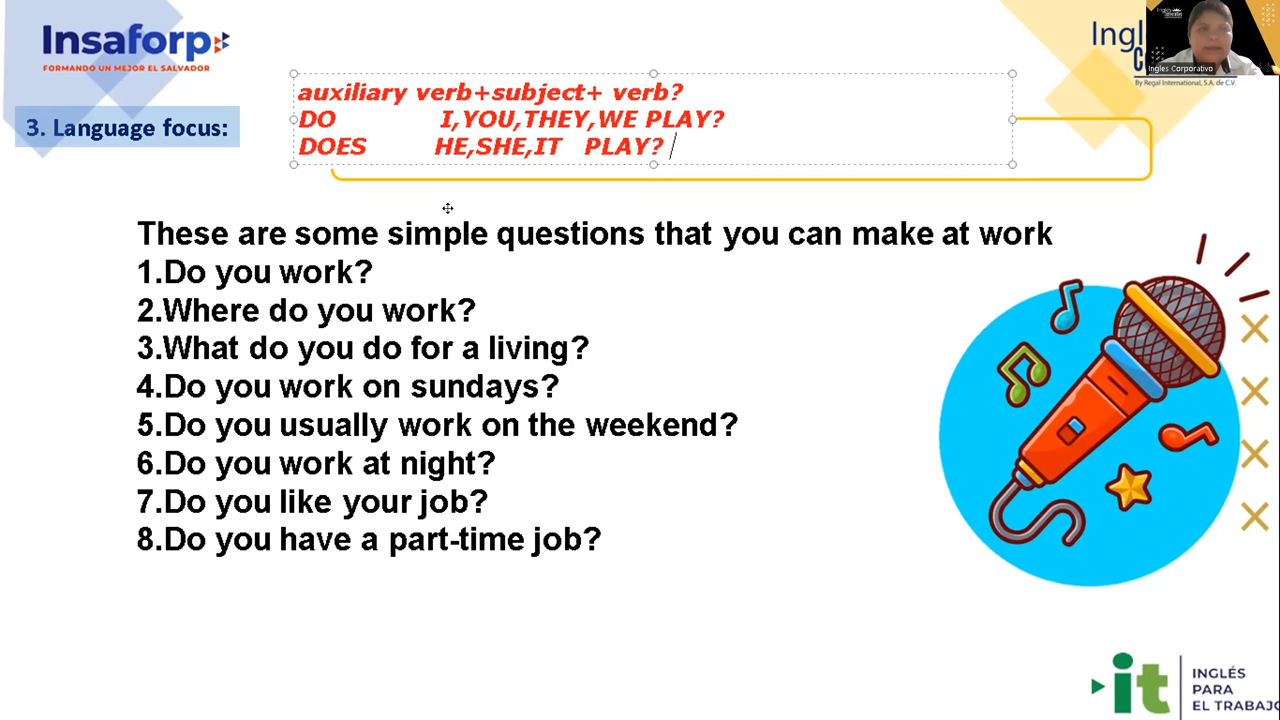 Insaforp
FORMANDO UN MEJOR EL SALVADOR
3. Language focus:
auxiliary verb+subject+ verb?
DO I,YOU,THEY,WE PLAY?
DOES HE,SHE,IT PLAY?
Ingles Corporativo
By Regal International, S.A. de C.V.
These are some simple questions that you can make at work
1.Do you work?
2.Where do you work?
3.What do you do for a living?
4.Do you work on sundays?
5.Do you usually work on the weekend?
6.Do you work at night?
7.Do you like your job?
8.Do you have a part-time job?
it
INGLÉS
PARA
EL TRABAJO